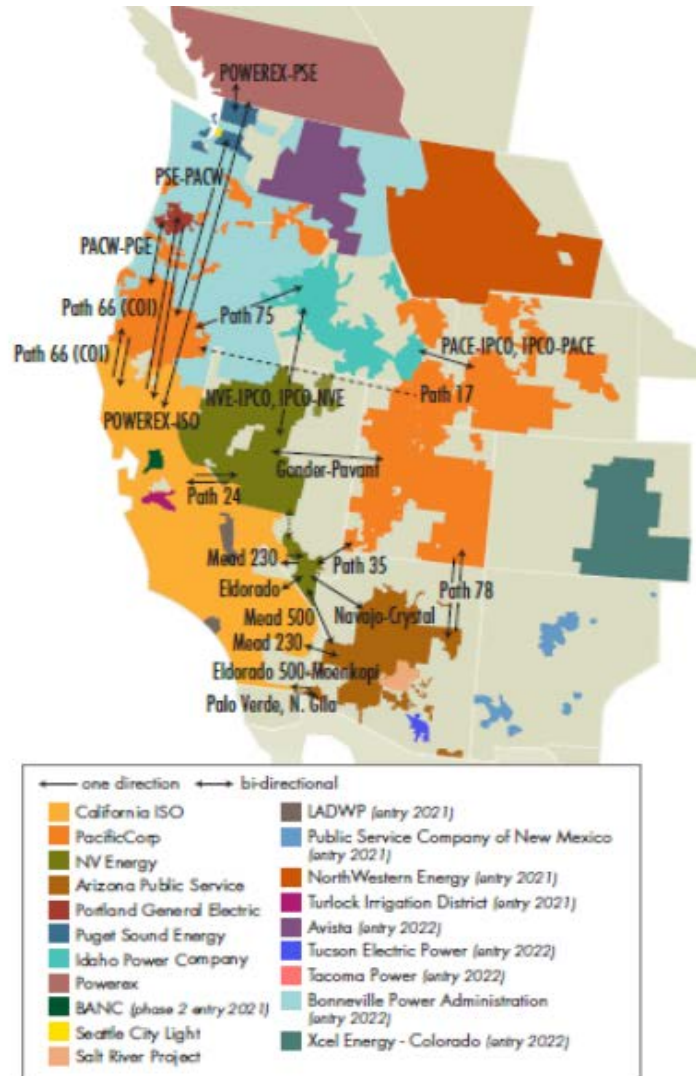 POWEREX-PSE
PSE-PACW
PACW-PGE
Path 66 (COI)
Path 75
Path 66 (COI)
PACE-IPCO, IPCO-PACE
NVE-IPCO, IPCO-NVE
Path 17
POWEREX-ISO
Gonder-Pavant
Path 24
Mead 230
Path 35
Eldorado
Path 78
Mead 500
Navajo-Crystal
Mead 230
Eldorado 500-Moenkopi
Palo Verde, N. Gila
one direction
bi-directional
California ISO
PacificCorp
NV Energy
Arizona Public Service
Portland General Electric
Puget Sound Energy
Idaho Power Company
Powerex
BANC (phase 2 entry 2021)
Seattle City Light
Salt River Project
LADWP (entry 2021)
Public Service Company of New Mexico
(entry 2021)
NorthWestern Energy (entry 2021)
Turlock Irrigation District (entry 2021)
Avista (entry 2022)
Tucson Electric Power (entry 2022)
Tacoma Power (entry 2022)
Bonneville Power Administration
(entry 2022)
Xcel Energy - Colorado (entry 2022)